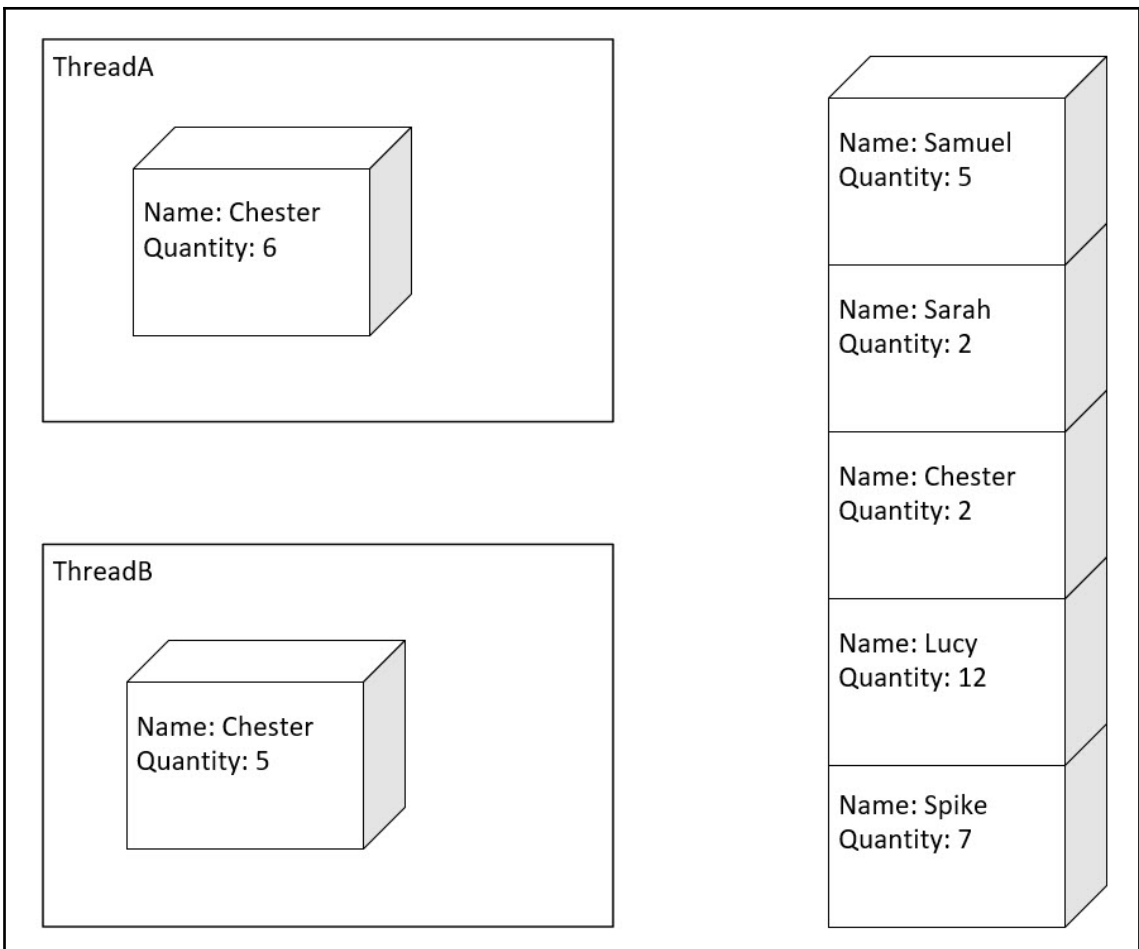 ThreadA
Name: Chester
Quantity: 6
ThreadB
Name: Chester
Quantity: 5
Name: Samuel
Quantity: 5
Name: Sarah
Quantity: 2
Name: Chester
Quantity: 2
Name: Lucy
Quantity: 12
Name: Spike
Quantity: 7